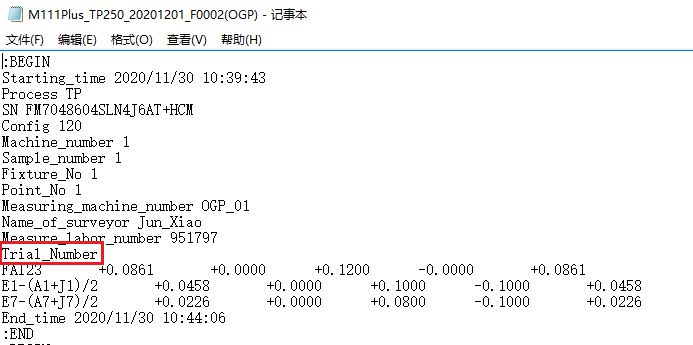 M111Plus_TP250_20201201_F0002(OGP) - 记事本
文件(F) 编辑(E) 格式(O) 查看(V) 帮助(H)
:BEGIN
Starting_time 2020/11/30 10:39:43
Process TP
SN FM7048604SLN4J6AT+HCM
Config 120
Machine_number 1
Sample_number 1
Fixture_No 1
Point_No 1
Measuring_machine_number OGP_01
Name_of_surveyor Jun_Xiao
Measure_labor_number 951797
Trial_Number
FAI23 +0.0861 +0.0000 +0.1200 -0.0000 +0.0861
E1-(A1+J1)/2 +0.0458 +0.0000 +0.1000 -0.1000 +0.0458
E7-(A7+J7)/2 +0.0226 +0.0000 +0.0800 -0.1000 +0.0226
End_time 2020/11/30 10:44:06
:END